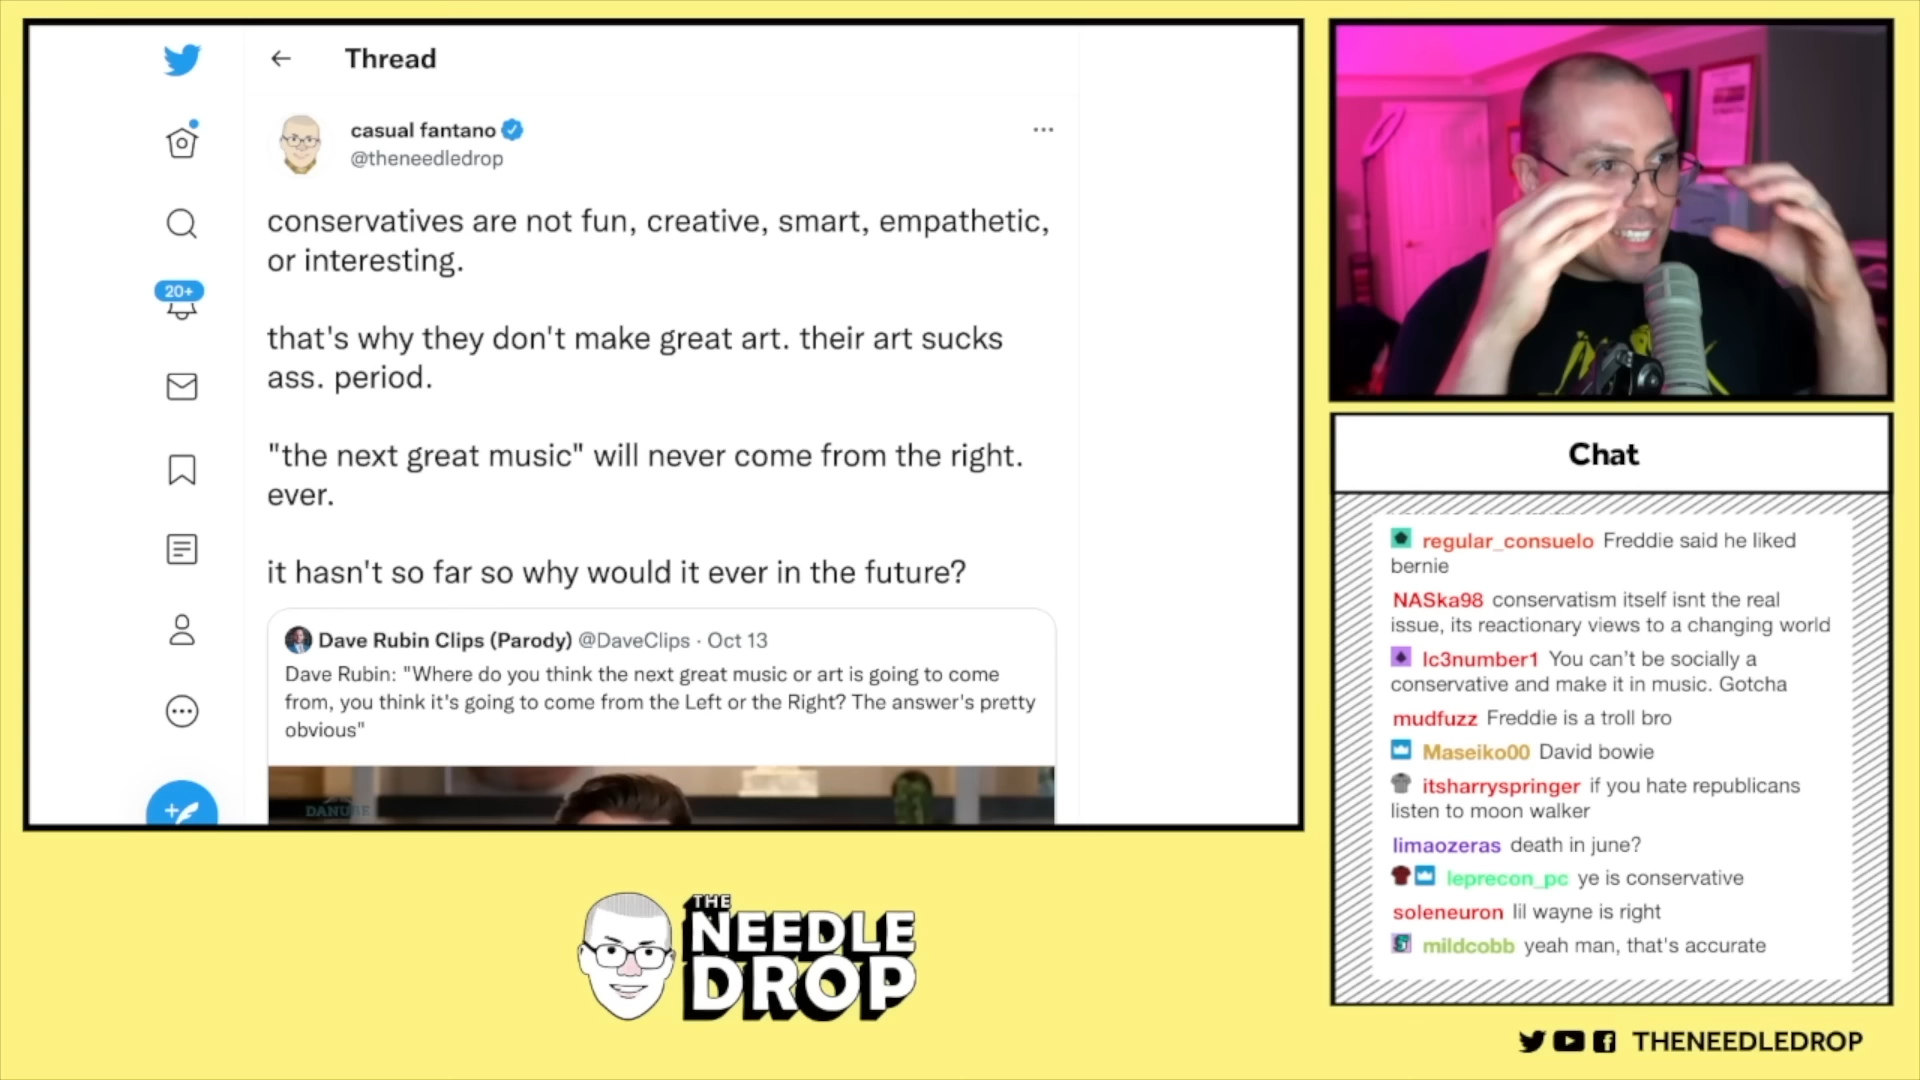 Thread
casual fantano
@theneedledrop
conservatives are not fun, creative, smart, empathetic,
or interesting.
that's why they don't make great art. their art sucks
ass. period.
"the next great music" will never come from the right.
ever.
it hasn't so far so why would it ever in the future?
20+
Dave Rubin Clips (Parody) @DaveClips · Oct 13
Dave Rubin: "Where do you think the next great music or art is going to come
from, you think it's going to come from the Left or the Right? The answer's pretty
obvious"
DANUBE
THE
NEEDLE
DROP
Chat
regular_consuelo Freddie said he liked
bernie
NASka98 conservatism itself isnt the real
issue, its reactionary views to a changing world
lc3number1 You can't be socially a
conservative and make it in music. Gotcha
mudfuzz Freddie is a troll bro
Maseiko00 David bowie
itsharryspringer if you hate republicans
listen to moon walker
limaozeras death in june?
leprecon_pc ye is conservative
soleneuron lil wayne is right
mildcobb yeah man, that's accurate
THENEEDLEDROP